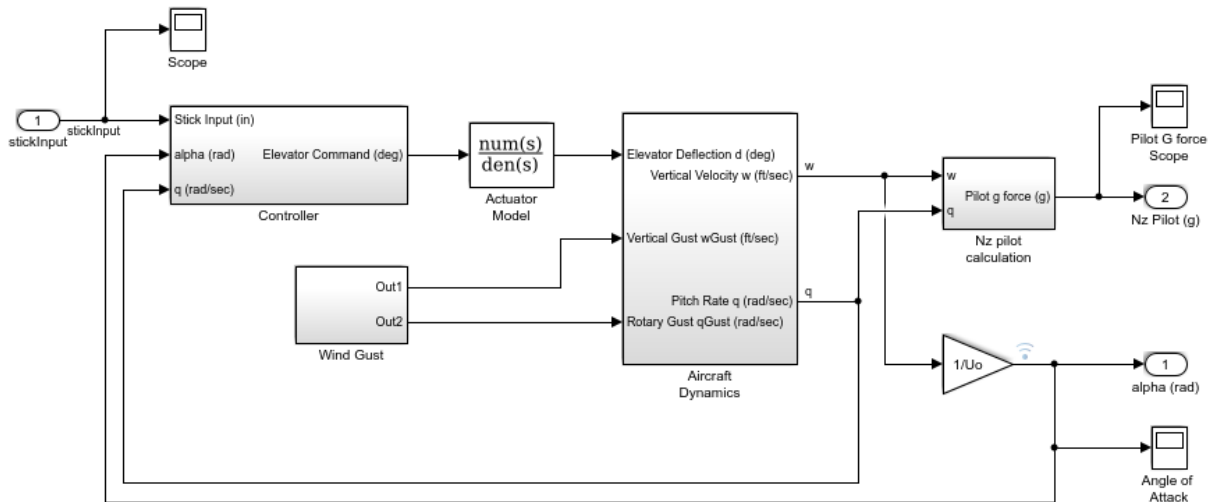 Scope
1
stickInput
stickInput
Stick Input (in)
alpha (rad)
q (rad/sec)
Elevator Command (deg)
Controller
num(s)
den(s)
Actuator
Model
Out1
Out2
Wind Gust
Elevator Deflection d (deg)
Vertical Velocity w (ft/sec)
Vertical Gust wGust (ft/sec)
Pitch Rate q (rad/sec)
Rotary Gust qGust (rad/sec)
Aircraft
Dynamics
w
q
w
q
Pilot g force (g)
Nz pilot
calculation
Pilot G force
Scope
2
Nz Pilot (g)
1/Uo
1
alpha (rad)
Angle of
Attack